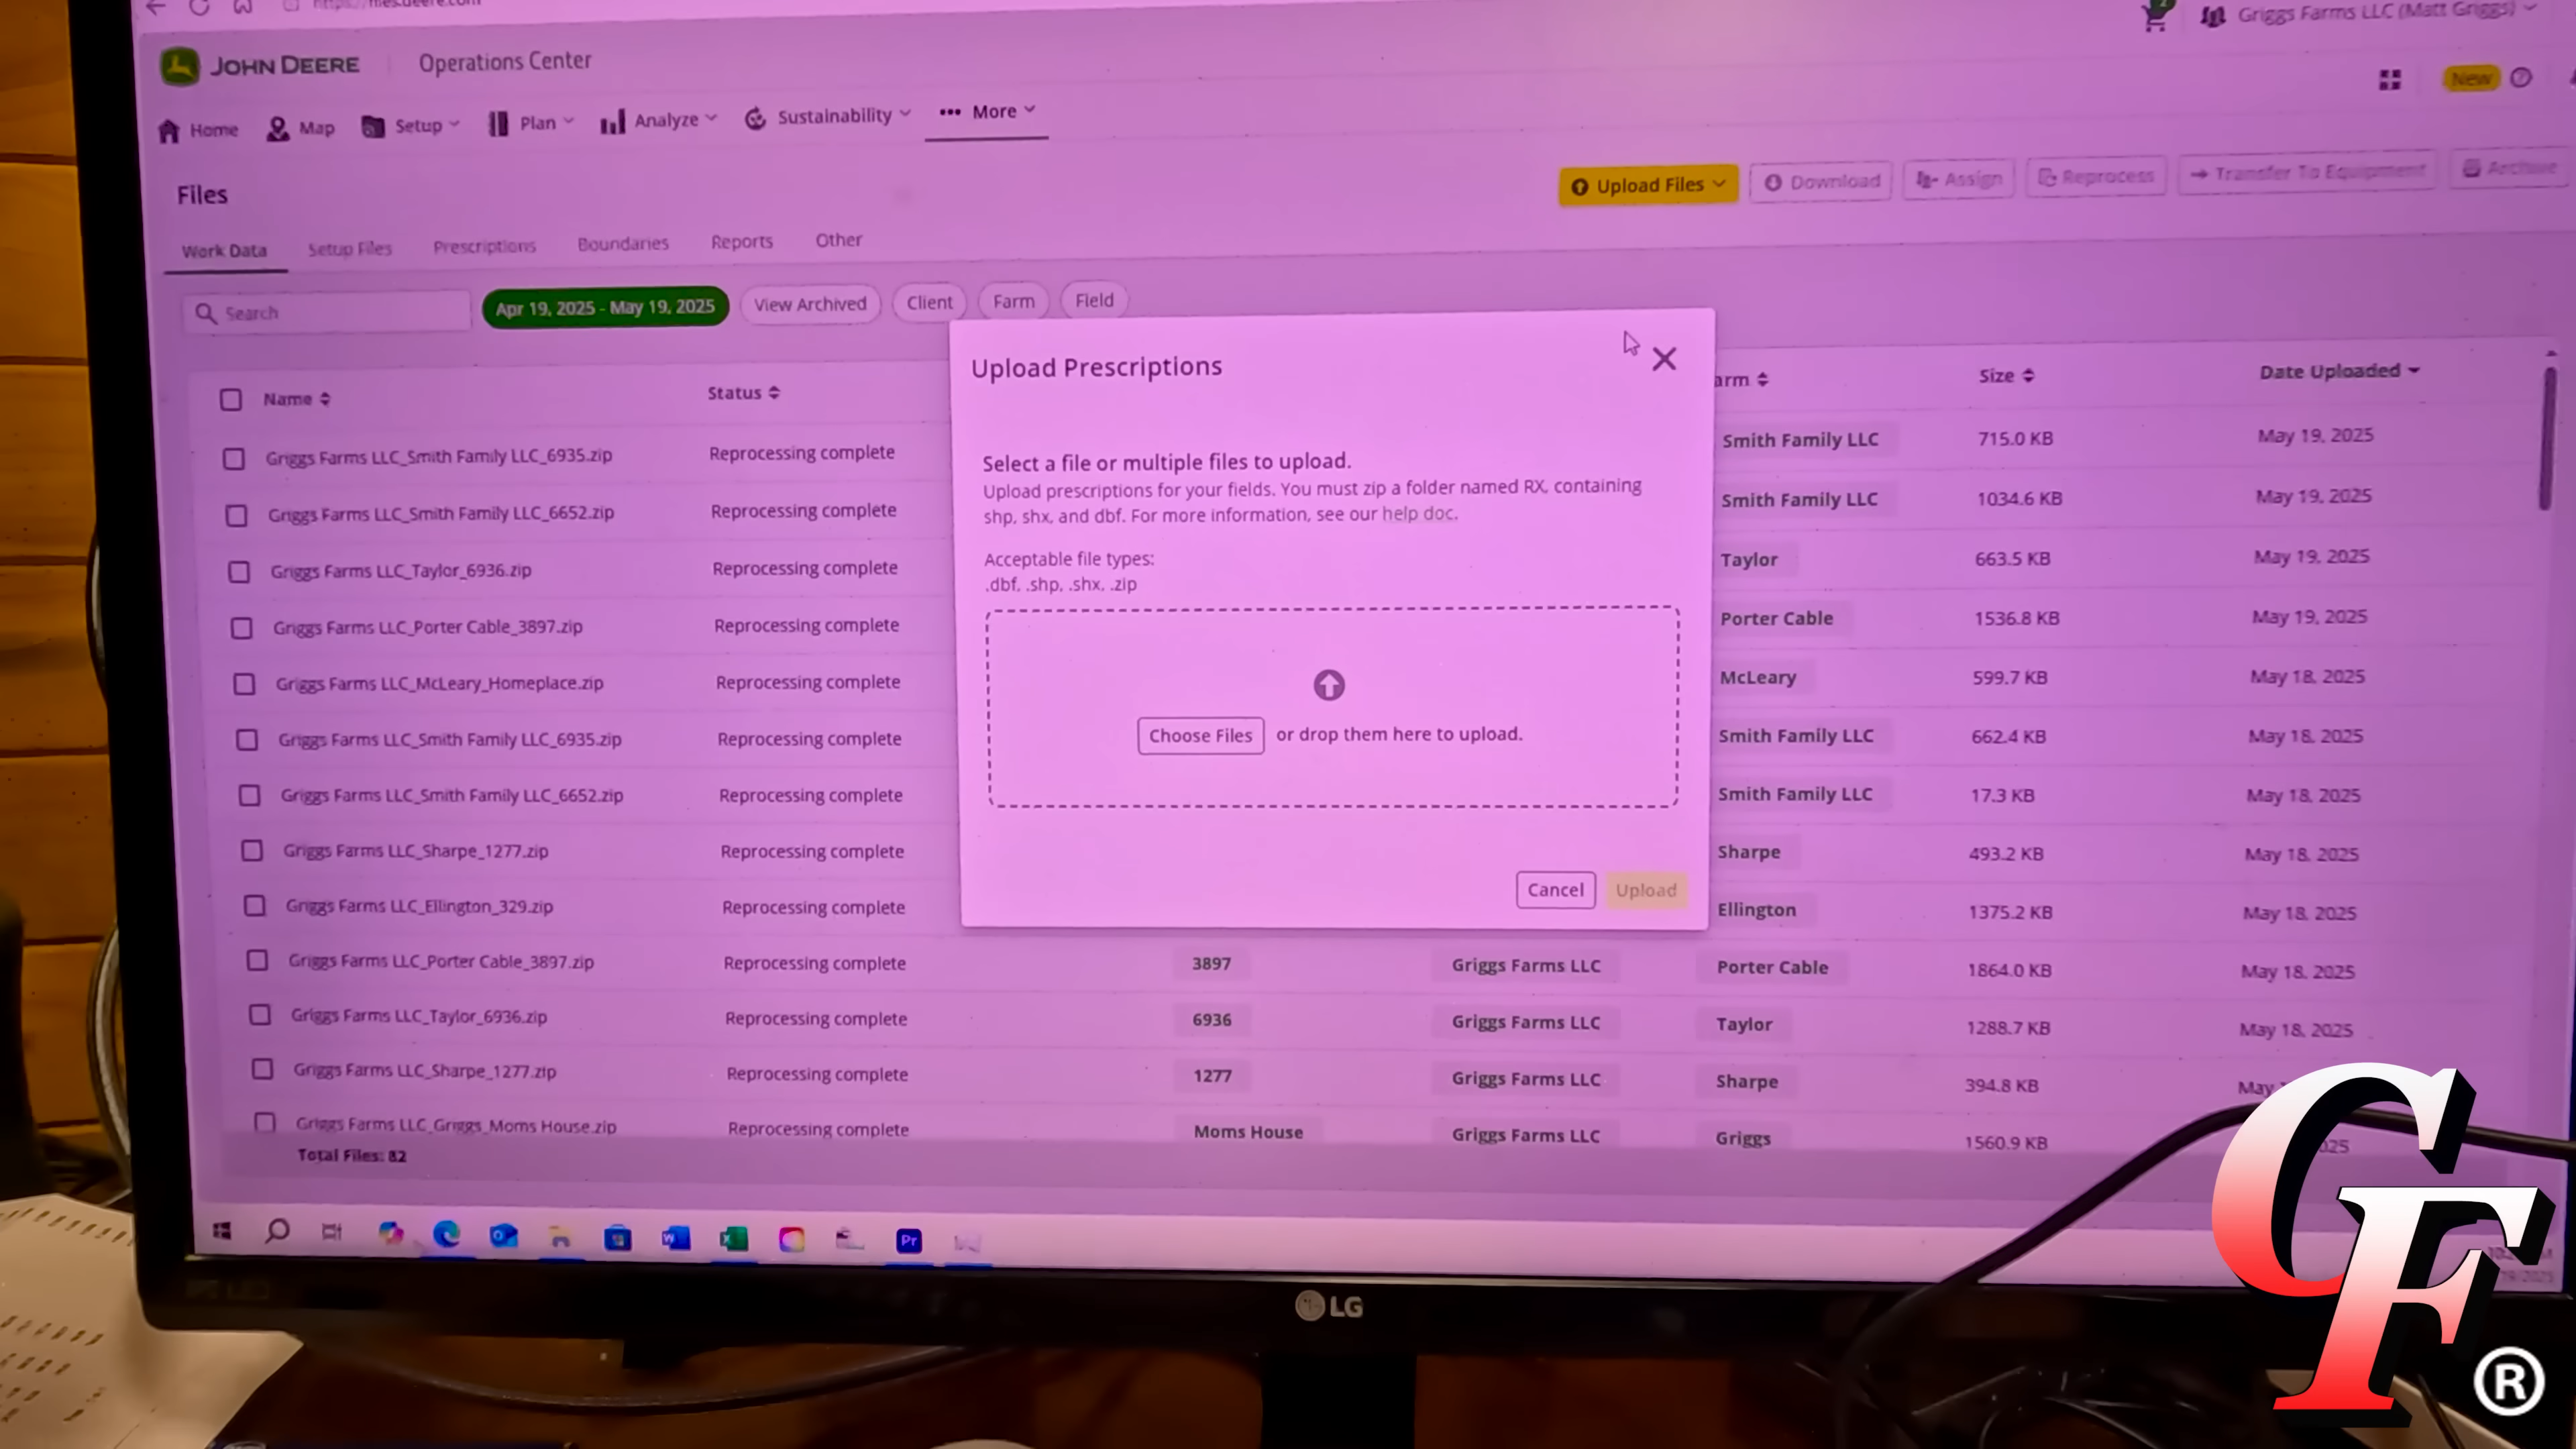 Griggs Farms LLC (Matt Griggs)
JOHN DEERE Operations Center
New
Home Map Setup Plan Analyze Sustainability More
Files
Upload Files Download Assign Reprocess Transfer To Equipment Archive
Work Data Setup Files Prescriptions Boundaries Reports Other
Search Apr 19, 2025 - May 19, 2025 View Archived Client Farm Field
Name Status arm Size Date Uploaded
Griggs Farms LLC_Smith Family LLC_6935.zip Reprocessing complete Smith Family LLC 715.0 KB May 19, 2025
Griggs Farms LLC_Smith Family LLC_6652.zip Reprocessing complete Smith Family LLC 1034.6 KB May 19, 2025
Griggs Farms LLC_Taylor_6936.zip Reprocessing complete Taylor 663.5 KB May 19, 2025
Griggs Farms LLC_Porter Cable_3897.zip Reprocessing complete Porter Cable 1536.8 KB May 19, 2025
Griggs Farms LLC_McLeary_Homeplace.zip Reprocessing complete McLeary 599.7 KB May 18, 2025
Griggs Farms LLC_Smith Family LLC_6935.zip Reprocessing complete Smith Family LLC 662.4 KB May 18, 2025
Griggs Farms LLC_Smith Family LLC_6652.zip Reprocessing complete Smith Family LLC 17.3 KB May 18, 2025
Griggs Farms LLC_Sharpe_1277.zip Reprocessing complete Sharpe 493.2 KB May 18, 2025
Griggs Farms LLC_Ellington_329.zip Reprocessing complete Ellington 1375.2 KB May 18, 2025
Griggs Farms LLC_Porter Cable_3897.zip Reprocessing complete 3897 Griggs Farms LLC Porter Cable 1864.0 KB May 18, 2025
Griggs Farms LLC_Taylor_6936.zip Reprocessing complete 6936 Griggs Farms LLC Taylor 1288.7 KB May 18, 2025
Griggs Farms LLC_Sharpe_1277.zip Reprocessing complete 1277 Griggs Farms LLC Sharpe 394.8 KB May
Griggs Farms LLC_Griggs_Moms House.zip Reprocessing complete Moms House Griggs Farms LLC Griggs 1560.9 KB
Total Files: 82
Upload Prescriptions
Select a file or multiple files to upload.
Upload prescriptions for your fields. You must zip a folder named RX, containing
shp, shx, and dbf. For more information, see our help doc.
Acceptable file types:
.dbf, .shp, .shx, .zip
Choose Files or drop them here to upload.
Cancel Upload
Pr
LG
GF
®